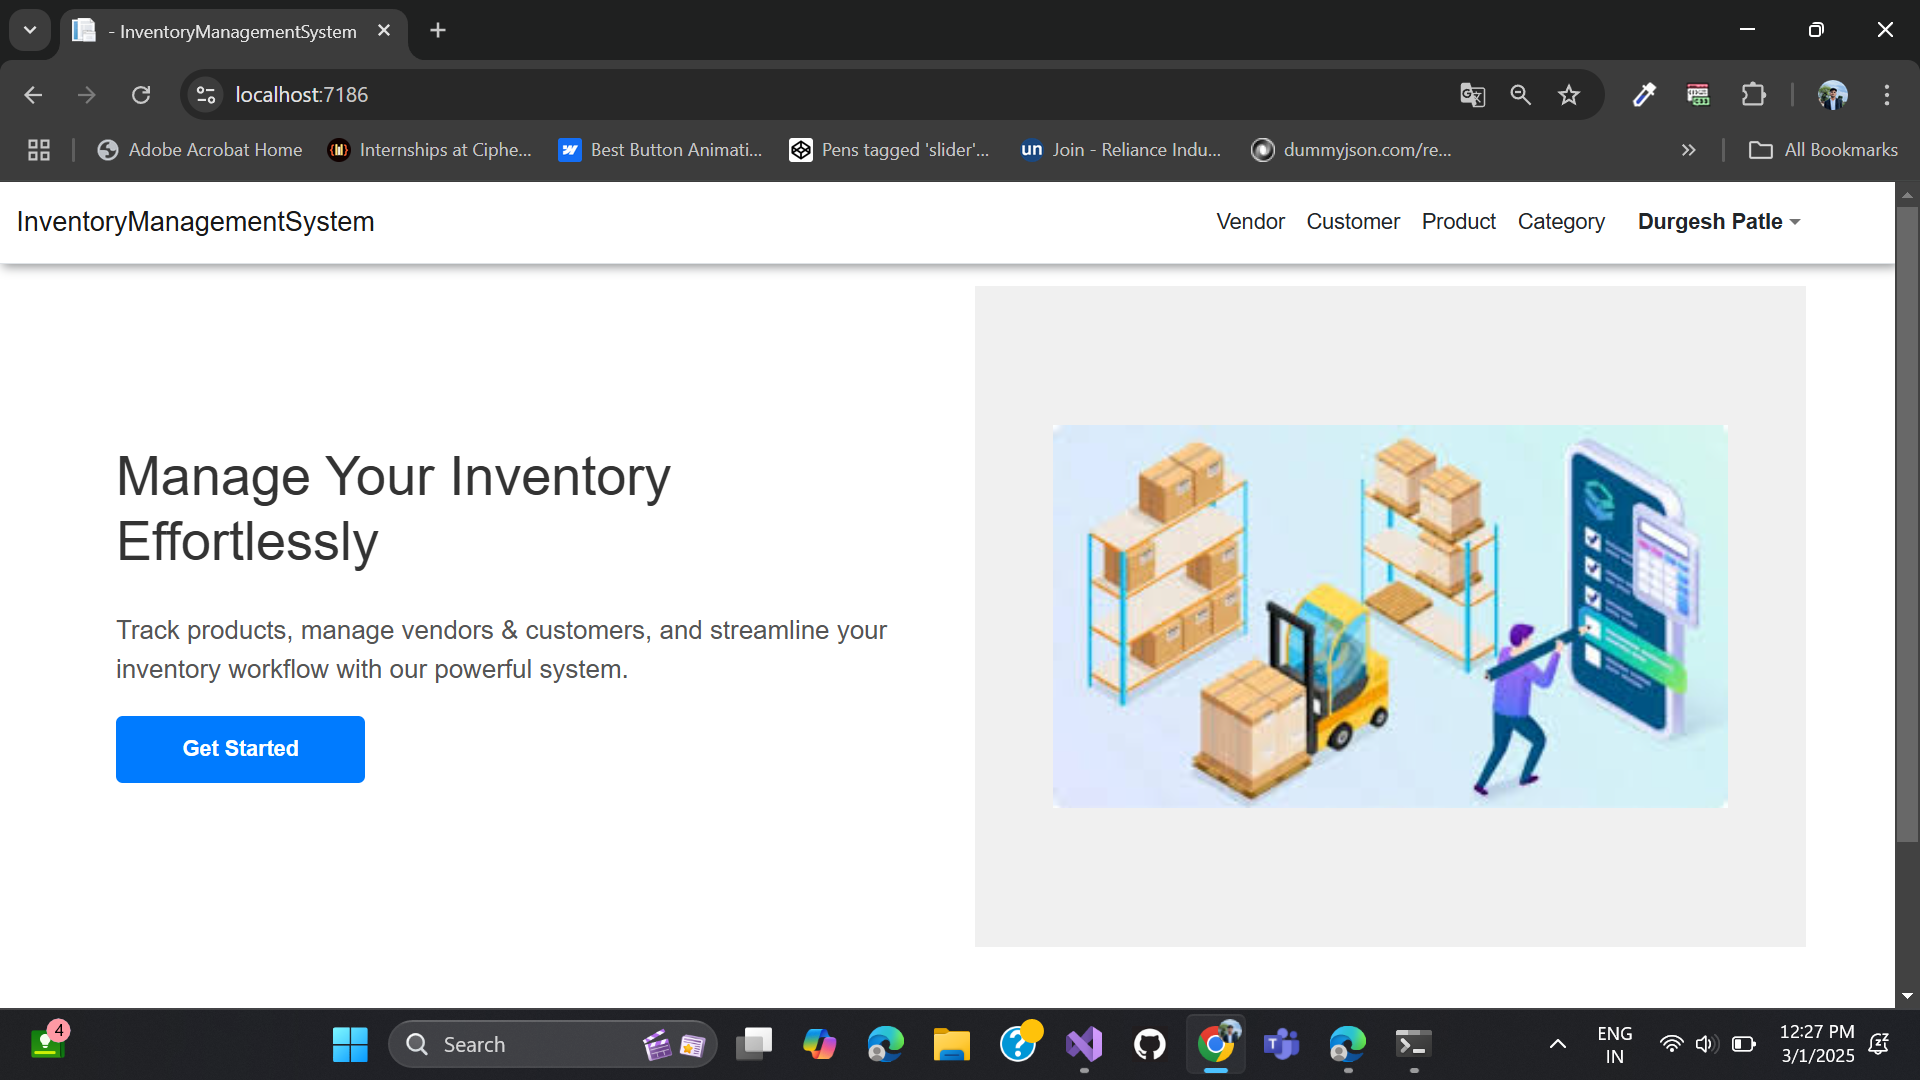 - InventoryManagementSystem
localhost:7186
Adobe Acrobat Home
Internships at Ciphe...
Best Button Animati...
Pens tagged 'slider'...
un Join - Reliance Indu...
dummyjson.com/re...
All Bookmarks
InventoryManagementSystem
Vendor Customer Product Category Durgesh Patle
Manage Your Inventory
Effortlessly
Track products, manage vendors & customers, and streamline your
inventory workflow with our powerful system.
Get Started
4
Search
ENG
IN
12:27 PM
3/1/2025